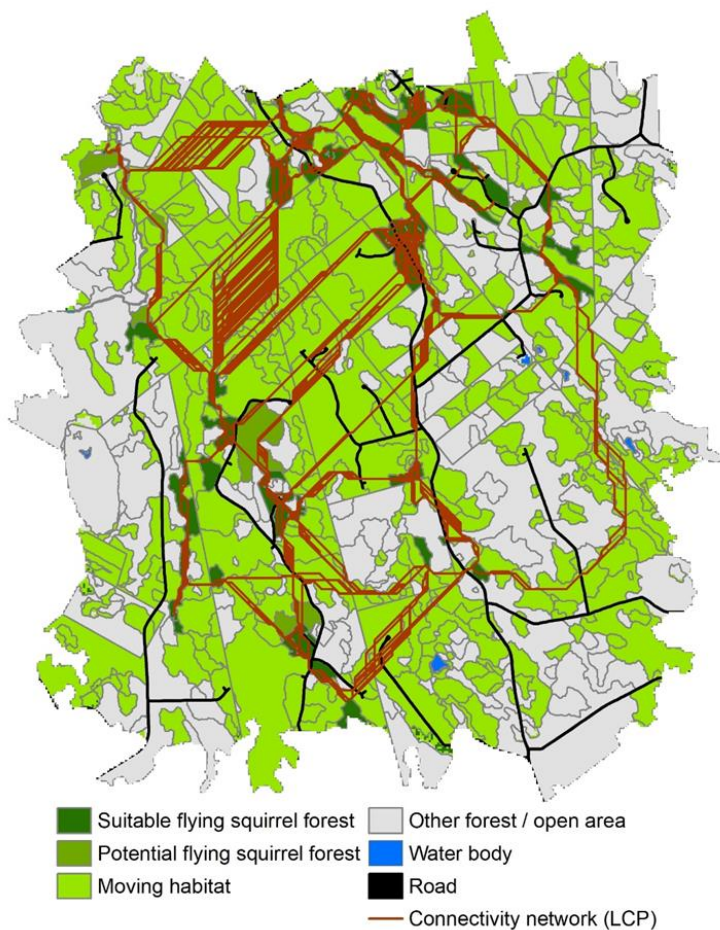 Suitable flying squirrel forest
Potential flying squirrel forest
Moving habitat
Other forest / open area
Water body
Road
Connectivity network (LCP)